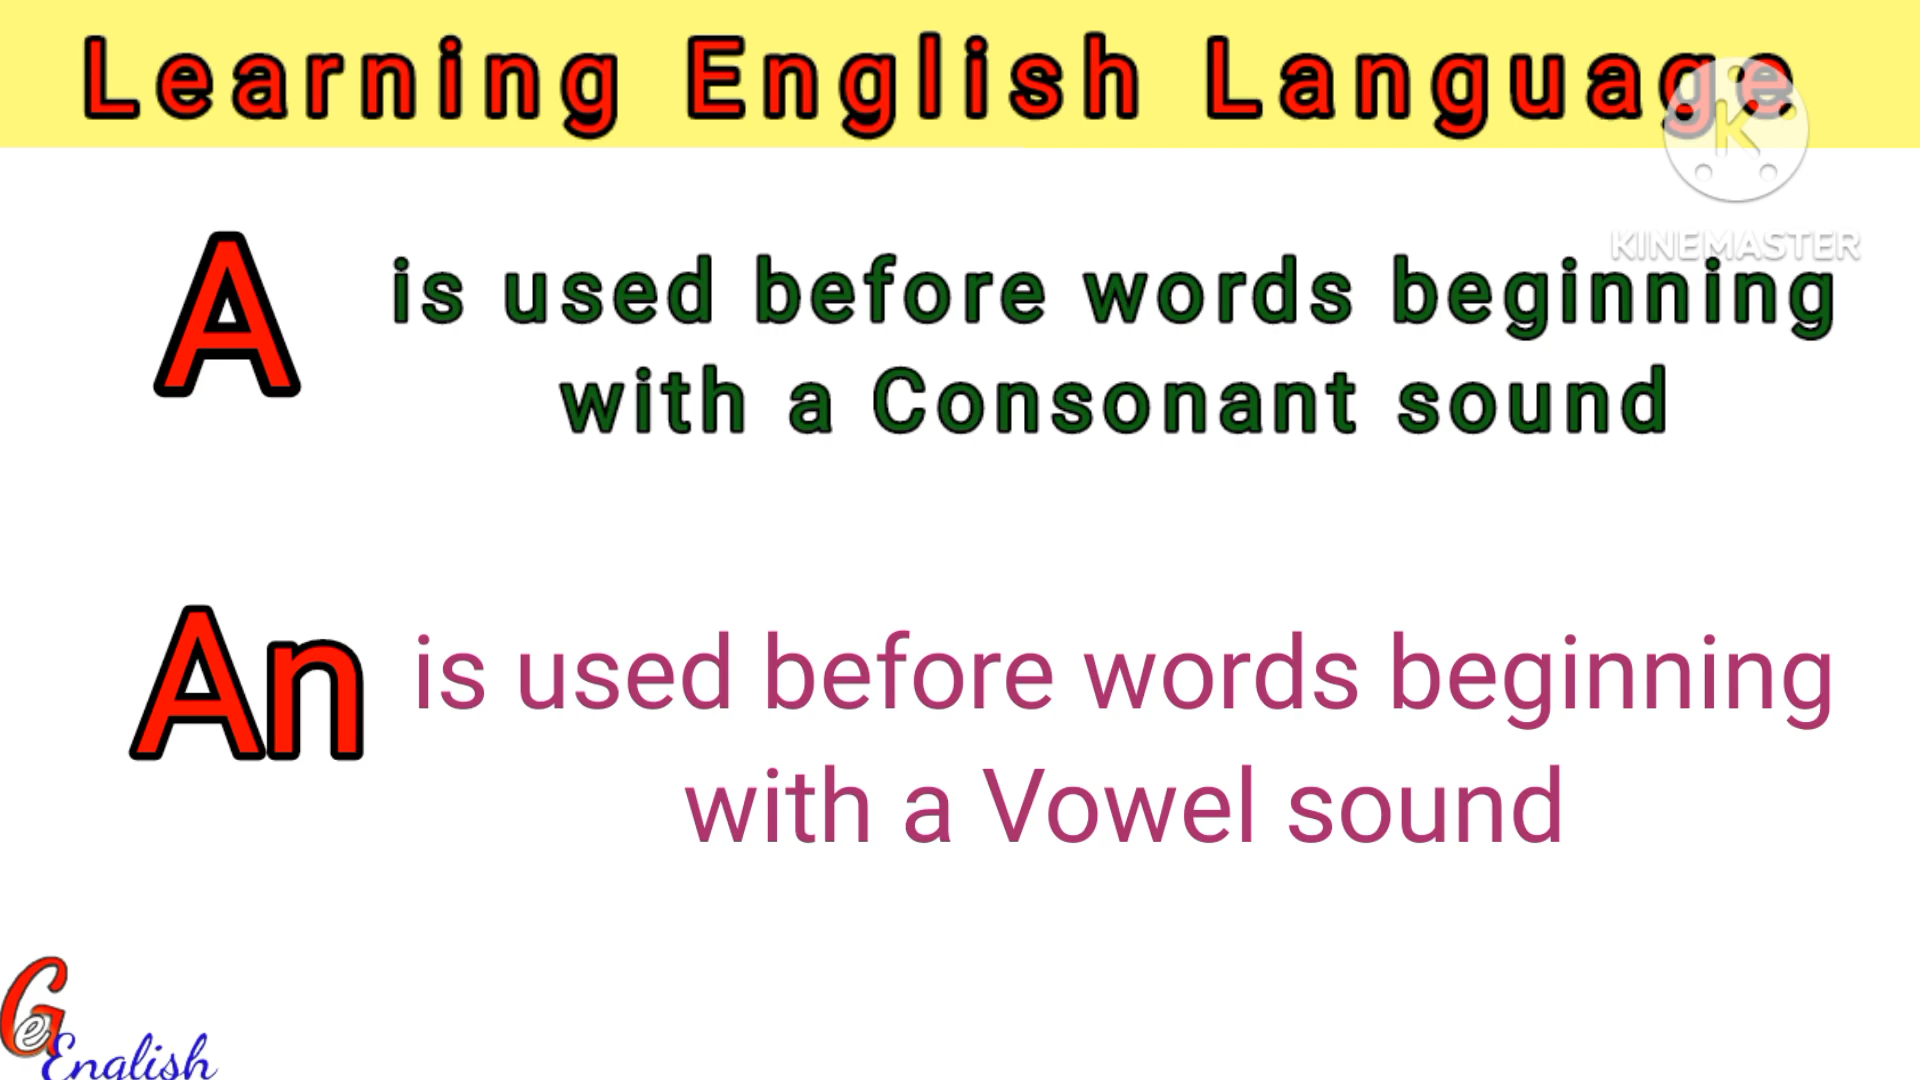 Learning English Language
KINEMASTER
A
is used before words beginning
with a Consonant sound
An
is used before words beginning
with a Vowel sound
Ge
English